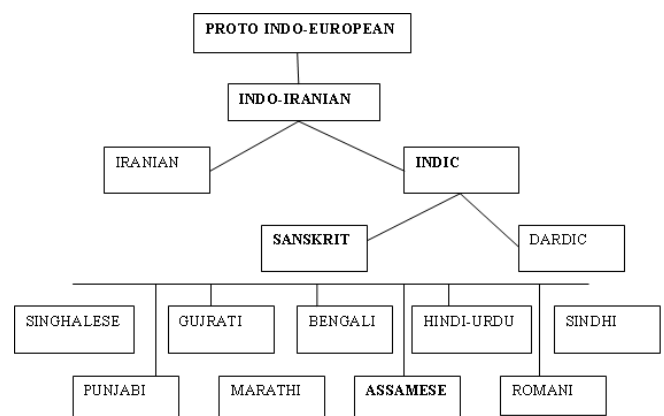 PROTO INDO-EUROPEAN
INDO-IRANIAN
IRANIAN
INDIC
SANSKRIT
DARDIC
SINGHALESE
GUJRATI
BENGALI
HINDI-URDU
SINDHI
PUNJABI
MARATHI
ASSAMESE
ROMANI